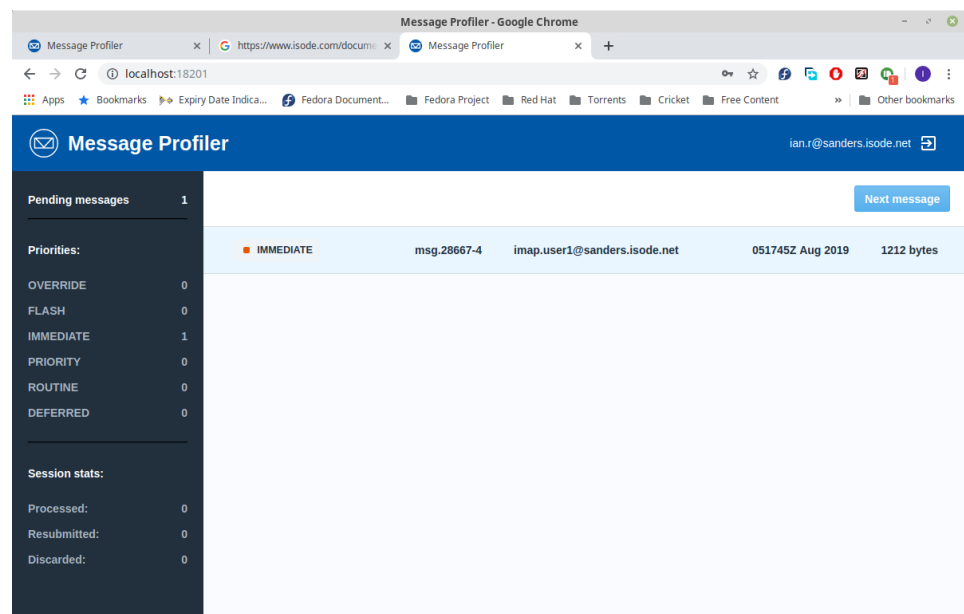 Message Profiler - Google Chrome
Message Profiler
https://www.isode.com/docume
Message Profiler
localhost:18201
Apps Bookmarks Expiry Date Indica... Fedora Document... Fedora Project Red Hat Torrents Cricket Free Content » Other bookmarks
Message Profiler
ian.r@sanders.isode.net
Pending messages 1
Next message
Priorities:
IMMEDIATE msg.28667-4 imap.user1@sanders.isode.net 051745Z Aug 2019 1212 bytes
OVERRIDE 0
FLASH 0
IMMEDIATE 1
PRIORITY 0
ROUTINE 0
DEFERRED 0
Session stats:
Processed: 0
Resubmitted: 0
Discarded: 0